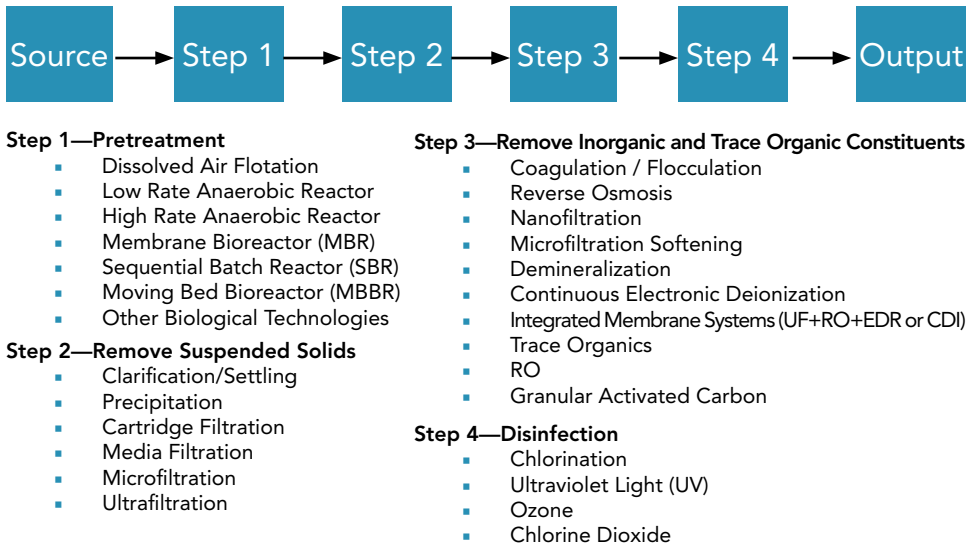 Source
Step 1
Step 2
Step 3
Step 4
Output
Step 1—Pretreatment
▪ Dissolved Air Flotation
▪ Low Rate Anaerobic Reactor
▪ High Rate Anaerobic Reactor
▪ Membrane Bioreactor (MBR)
▪ Sequential Batch Reactor (SBR)
▪ Moving Bed Bioreactor (MBBR)
▪ Other Biological Technologies
Step 2—Remove Suspended Solids
▪ Clarification/Settling
▪ Precipitation
▪ Cartridge Filtration
▪ Media Filtration
▪ Microfiltration
▪ Ultrafiltration
Step 3—Remove Inorganic and Trace Organic Constituents
▪ Coagulation / Flocculation
▪ Reverse Osmosis
▪ Nanofiltration
▪ Microfiltration Softening
▪ Demineralization
▪ Continuous Electronic Deionization
▪ Integrated Membrane Systems (UF+RO+EDR or CDI)
▪ Trace Organics
▪ RO
▪ Granular Activated Carbon
Step 4—Disinfection
▪ Chlorination
▪ Ultraviolet Light (UV)
▪ Ozone
▪ Chlorine Dioxide